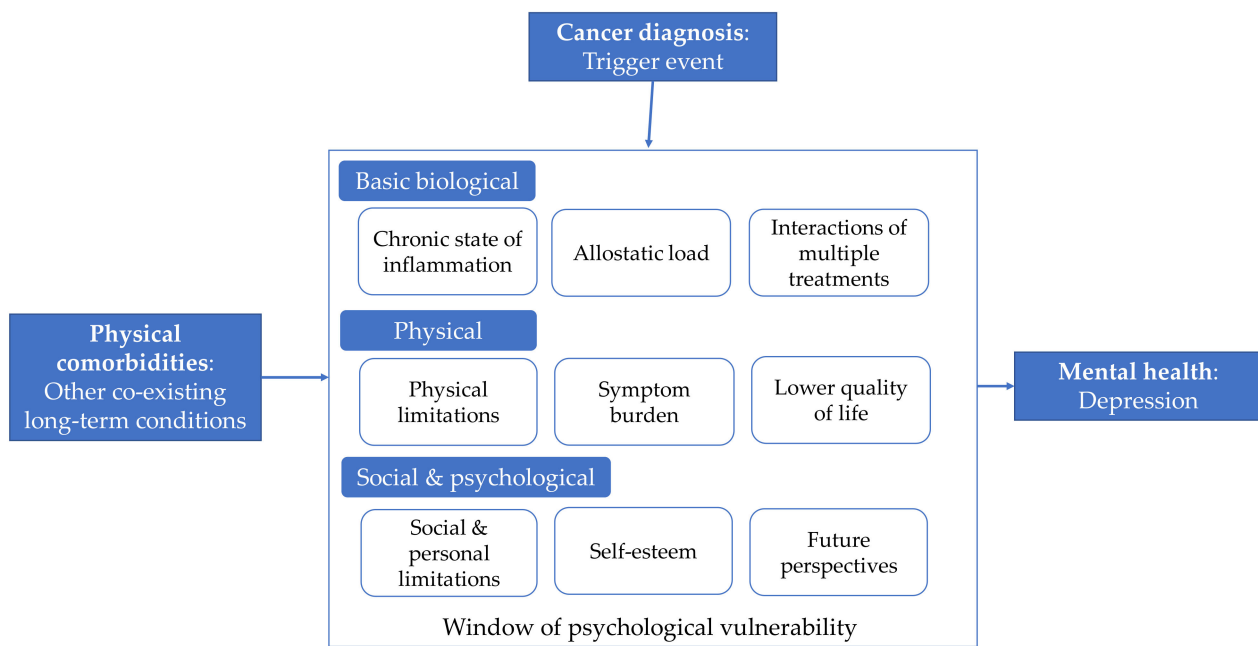 Cancer diagnosis:
Trigger event
Basic biological
Chronic state of
inflammation
Allostatic load
Interactions of
multiple
treatments
Physical
comorbidities:
Other co-existing
long-term conditions
Physical
Physical
limitations
Symptom
burden
Lower quality
of life
Mental health:
Depression
Social & psychological
Social &
personal
limitations
Self-esteem
Future
perspectives
Window of psychological vulnerability